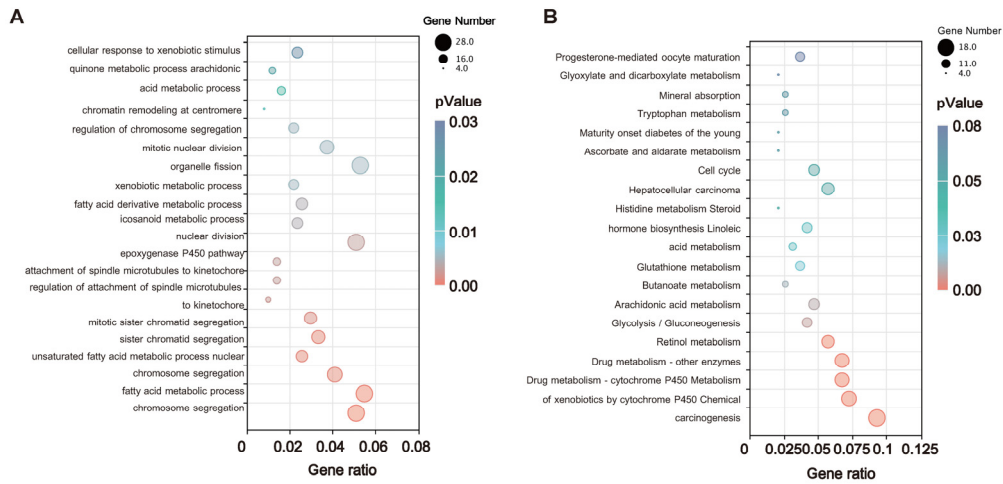 A
Gene Number
28.0
16.0
4.0
pValue
0.03
0.02
0.01
0.00
cellular response to xenobiotic stimulus
quinone metabolic process arachidonic
acid metabolic process
chromatin remodeling at centromere
regulation of chromosome segregation
mitotic nuclear division
organelle fission
xenobiotic metabolic process
fatty acid derivative metabolic process
icosanoid metabolic process
nuclear division
epoxygenase P450 pathway
attachment of spindle microtubules to kinetochore
regulation of attachment of spindle microtubules
to kinetochore
mitotic sister chromatid segregation
sister chromatid segregation
unsaturated fatty acid metabolic process nuclear
chromosome segregation
fatty acid metabolic process
chromosome segregation
0 0.02 0.04 0.06 0.08
Gene ratio
B
Gene Number
18.0
11.0
4.0
pValue
0.08
0.05
0.03
0.00
Progesterone-mediated oocyte maturation
Glyoxylate and dicarboxylate metabolism
Mineral absorption
Tryptophan metabolism
Maturity onset diabetes of the young
Ascorbate and aldarate metabolism
Cell cycle
Hepatocellular carcinoma
Histidine metabolism Steroid
hormone biosynthesis Linoleic
acid metabolism
Glutathione metabolism
Butanoate metabolism
Arachidonic acid metabolism
Glycolysis / Gluconeogenesis
Retinol metabolism
Drug metabolism - other enzymes
Drug metabolism - cytochrome P450 Metabolism
of xenobiotics by cytochrome P450 Chemical
carcinogenesis
0 0.025 0.05 0.075 0.100 0.125
Gene ratio